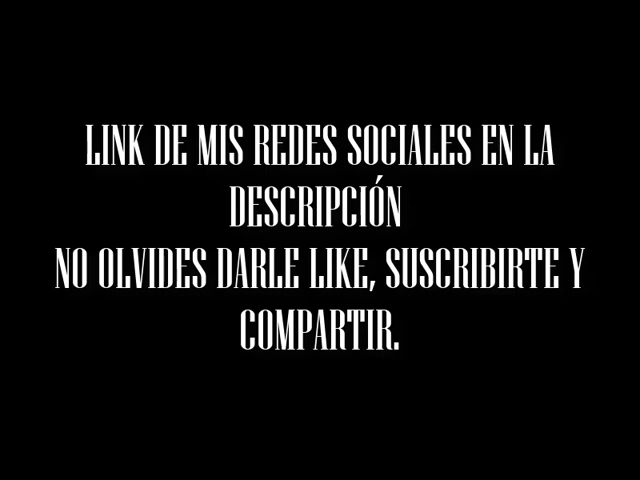 LINK DE MIS REDES SOCIALES EN LA
DESCRIPCIÓN
NO OLVIDES DARLE LIKE, SUSCRIBIRTE Y
COMPARTIR.